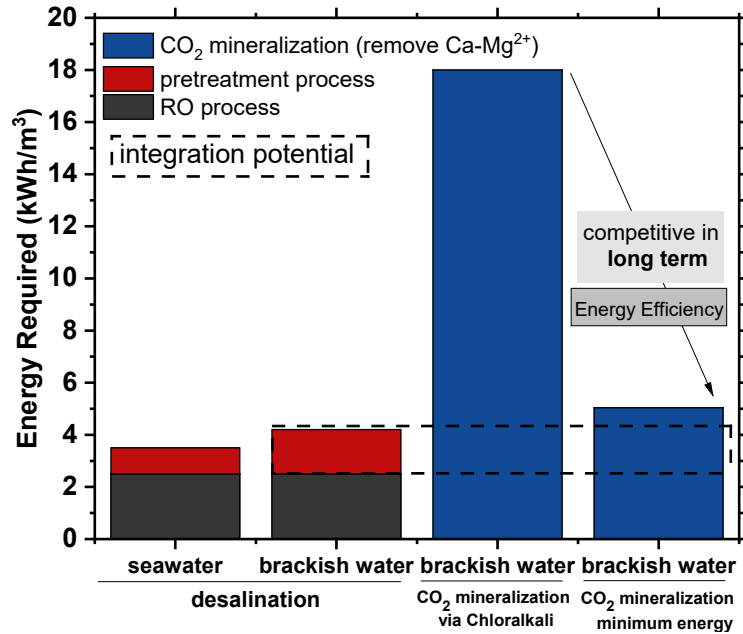 Energy Required (kWh/m³)
20
18
16
14
12
10
8
6
4
2
0
CO₂ mineralization (remove Ca-Mg²⁺)
pretreatment process
RO process
integration potential
competitive in
long term
Energy Efficiency
seawater
brackish water
desalination
brackish water
CO₂ mineralization
via Chloralkali
brackish water
CO₂ mineralization
minimum energy